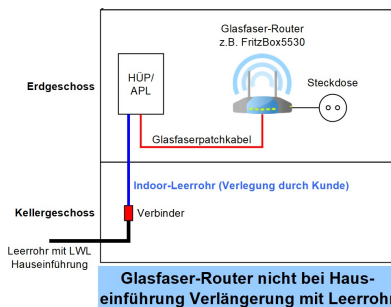 Glasfaser-Router
z.B. FritzBox5530
HÜP/
APL
Steckdose
Erdgeschoss
Glasfaserpatchkabel
Indoor-Leerrohr (Verlegung durch Kunde)
Kellergeschoss
Verbinder
Leerrohr mit LWL
Hauseinführung
Glasfaser-Router nicht bei Haus-
einführung Verlängerung mit Leerrohr